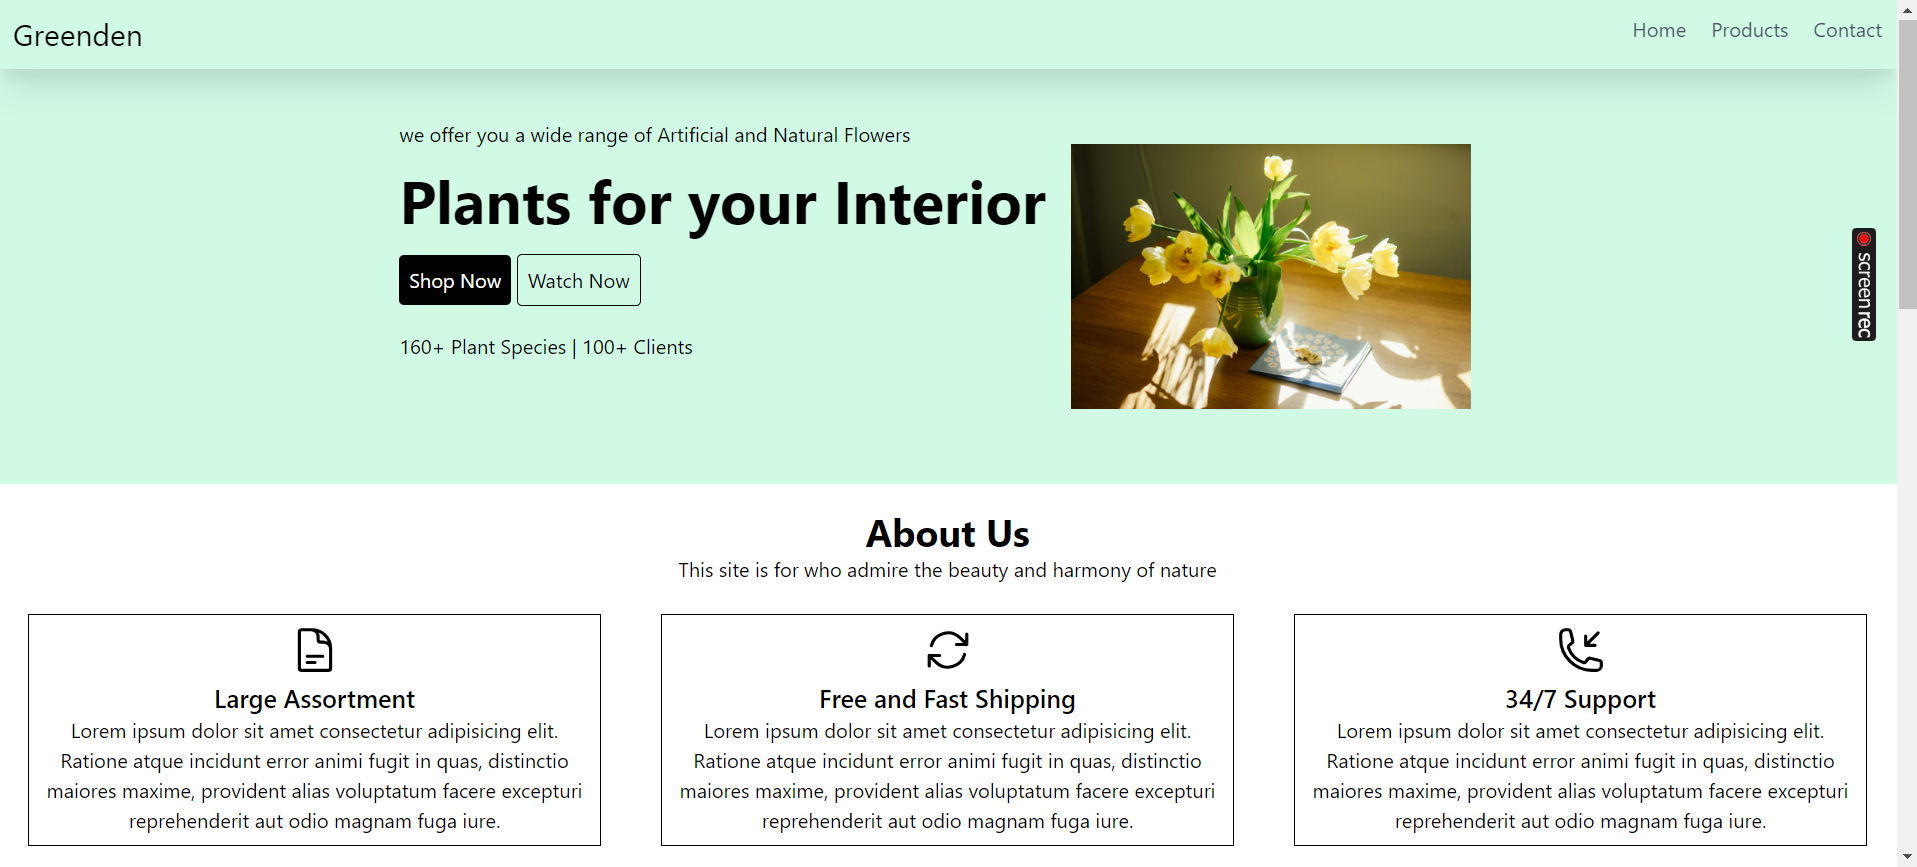 Greenden
Home Products Contact
we offer you a wide range of Artificial and Natural Flowers
Plants for your Interior
Shop Now Watch Now
160+ Plant Species | 100+ Clients
screenrec
About Us
This site is for who admire the beauty and harmony of nature
Large Assortment
Lorem ipsum dolor sit amet consectetur adipisicing elit.
Ratione atque incidunt error animi fugit in quas, distinctio
maiores maxime, provident alias voluptatum facere excepturi
reprehenderit aut odio magnam fuga iure.
Free and Fast Shipping
Lorem ipsum dolor sit amet consectetur adipisicing elit.
Ratione atque incidunt error animi fugit in quas, distinctio
maiores maxime, provident alias voluptatum facere excepturi
reprehenderit aut odio magnam fuga iure.
34/7 Support
Lorem ipsum dolor sit amet consectetur adipisicing elit.
Ratione atque incidunt error animi fugit in quas, distinctio
maiores maxime, provident alias voluptatum facere excepturi
reprehenderit aut odio magnam fuga iure.